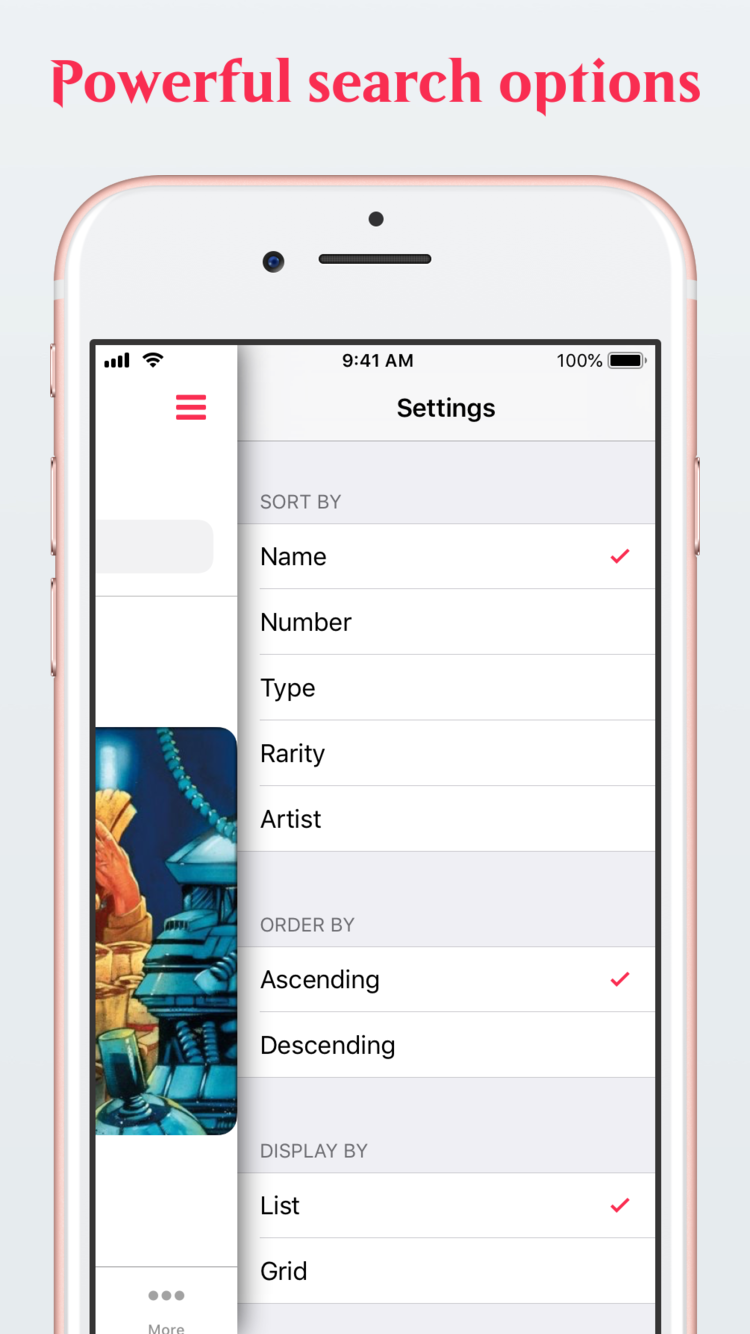 Powerful search options
9:41 AM
100%
Settings
SORT BY
Name
Number
Type
Rarity
Artist
ORDER BY
Ascending
Descending
DISPLAY BY
List
Grid
More